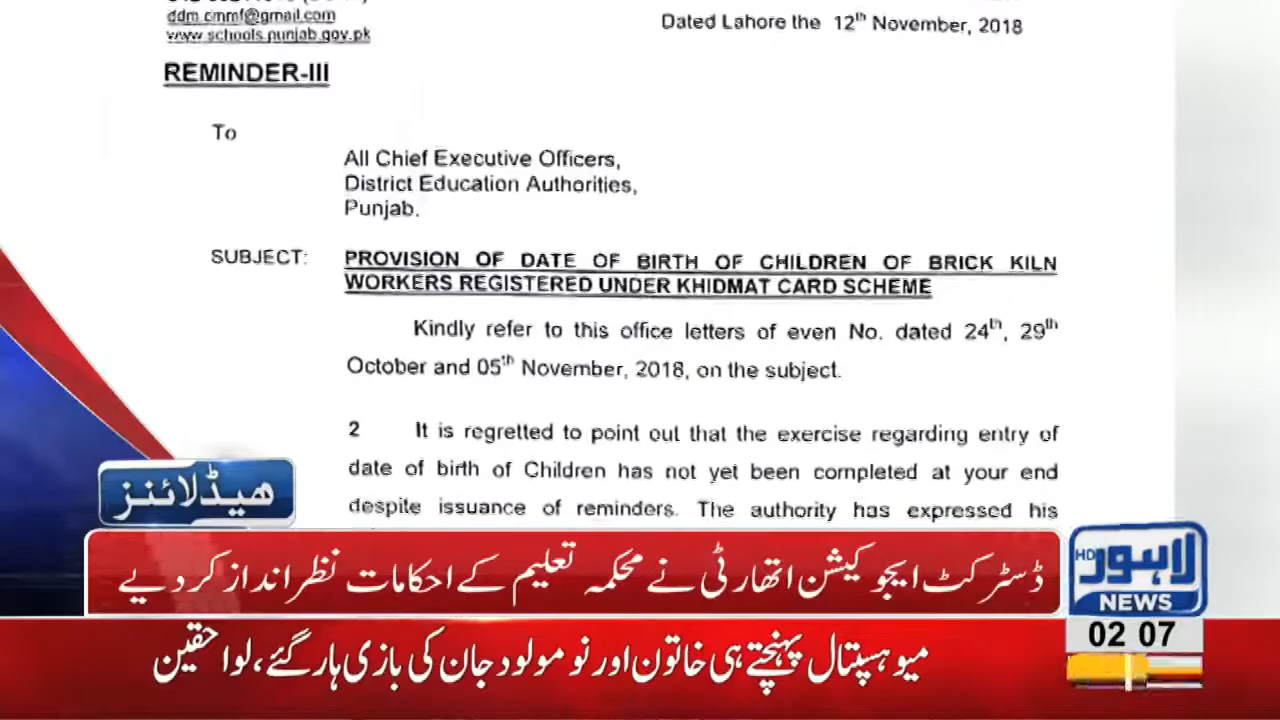 ddm.cmmf@gmail.com
www.schools.punjab.gov.pk
Dated Lahore the 12th November, 2018
REMINDER-III
To
All Chief Executive Officers,
District Education Authorities,
Punjab.
SUBJECT: PROVISION OF DATE OF BIRTH OF CHILDREN OF BRICK KILN
WORKERS REGISTERED UNDER KHIDMAT CARD SCHEME
Kindly refer to this office letters of even No. dated 24th, 29th
October and 05th November, 2018, on the subject.
2 It is regretted to point out that the exercise regarding entry of
date of birth of Children has not yet been completed at your end
despite issuance of reminders. The authority has expressed his
ھیڈلائنز
ڈسٹرکٹ ایجوکیشن اتھارٹی نے محکمہ تعلیم کے احکامات نظر انداز کر دیے
میو ہسپتال پہنچتے ہی خاتون اور نومولود جان کی بازی ہار گئے، لواحقین
HD لاہور
NEWS
02 07